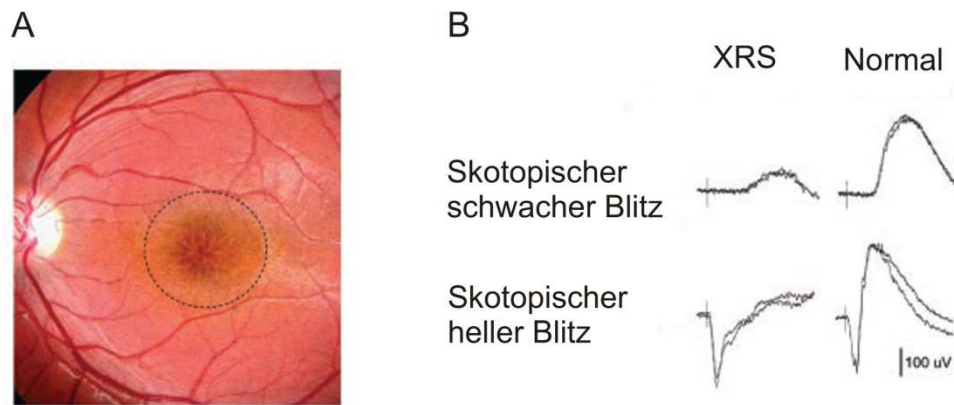 A
B
XRS Normal
Skotopischer
schwacher Blitz
Skotopischer
heller Blitz
100 uV